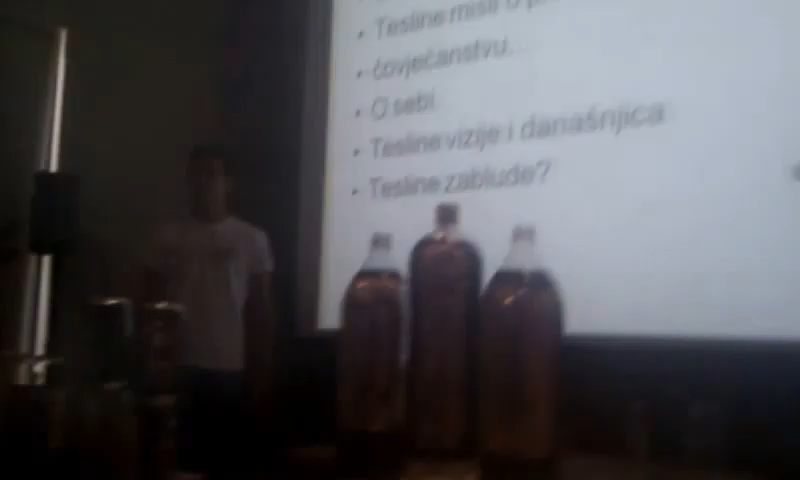 Tesline misli o
čovječanstvu...
O sebi
Tesline vizije i današnjica
Tesline zablude?